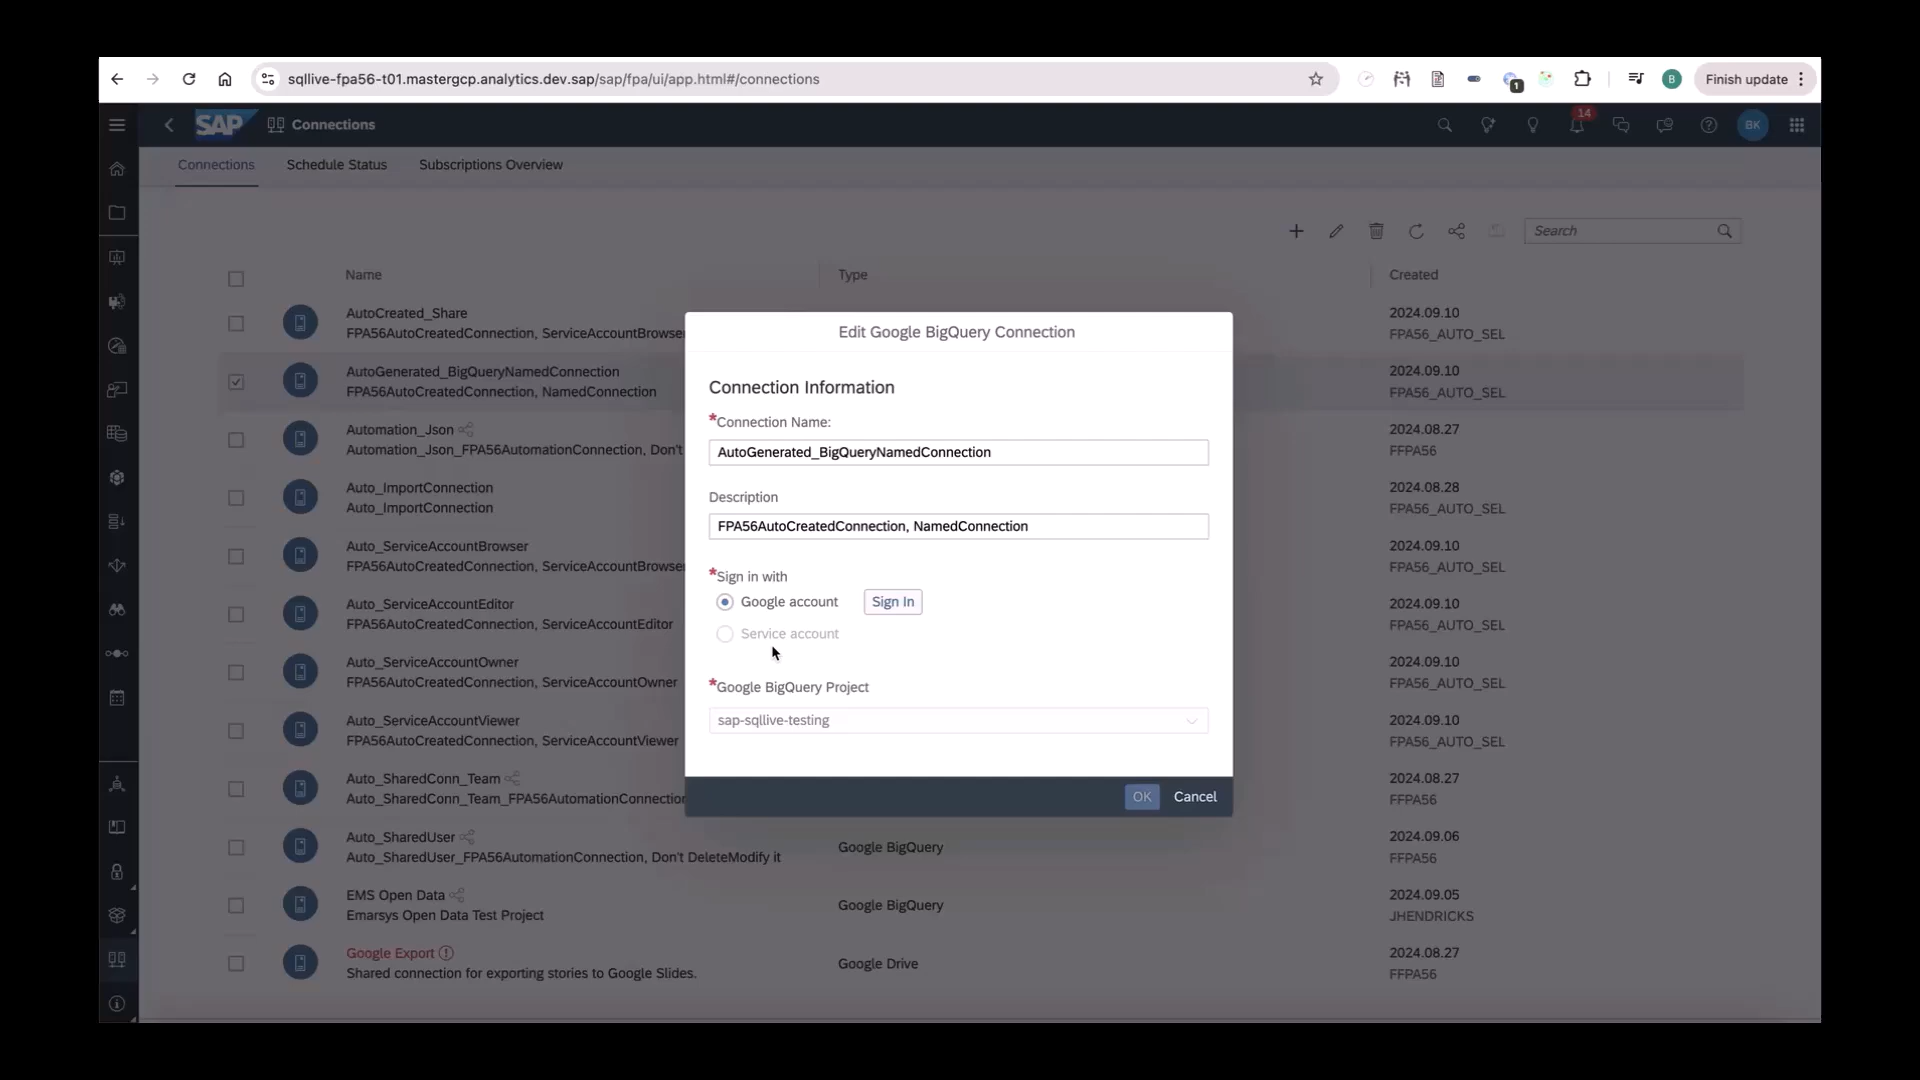 sqllive-fpa56-t01.mastergcp.analytics.dev.sap/sap/fpa/ui/app.html#/connections
1
B
Finish update
SAP
Connections
14
BK
Connections
Schedule Status
Subscriptions Overview
Search
Name
Type
Created
AutoCreated_Share
FPA56AutoCreatedConnection, ServiceAccountBrowser
2024.09.10
FPA56_AUTO_SEL
AutoGenerated_BigQueryNamedConnection
FPA56AutoCreatedConnection, NamedConnection
2024.09.10
FPA56_AUTO_SEL
Automation_Json
Automation_Json_FPA56AutomationConnection, Don't
2024.08.27
FFPA56
Auto_ImportConnection
Auto_ImportConnection
2024.08.28
FPA56_AUTO_SEL
Auto_ServiceAccountBrowser
FPA56AutoCreatedConnection, ServiceAccountBrowser
2024.09.10
FPA56_AUTO_SEL
Auto_ServiceAccountEditor
FPA56AutoCreatedConnection, ServiceAccountEditor
2024.09.10
FPA56_AUTO_SEL
Auto_ServiceAccountOwner
FPA56AutoCreatedConnection, ServiceAccountOwner
2024.09.10
FPA56_AUTO_SEL
Auto_ServiceAccountViewer
FPA56AutoCreatedConnection, ServiceAccountViewer
2024.09.10
FPA56_AUTO_SEL
Auto_SharedConn_Team
Auto_SharedConn_Team_FPA56AutomationConnection
2024.08.27
FFPA56
Auto_SharedUser
Auto_SharedUser_FPA56AutomationConnection, Don't DeleteModify it
Google BigQuery
2024.09.06
FFPA56
EMS Open Data
Emarsys Open Data Test Project
Google BigQuery
2024.09.05
JHENDRICKS
Google Export
Shared connection for exporting stories to Google Slides.
Google Drive
2024.08.27
FFPA56
Edit Google BigQuery Connection
Connection Information
*Connection Name:
AutoGenerated_BigQueryNamedConnection
Description
FPA56AutoCreatedConnection, NamedConnection
*Sign in with
Google account
Sign In
Service account
*Google BigQuery Project
sap-sqllive-testing
OK
Cancel